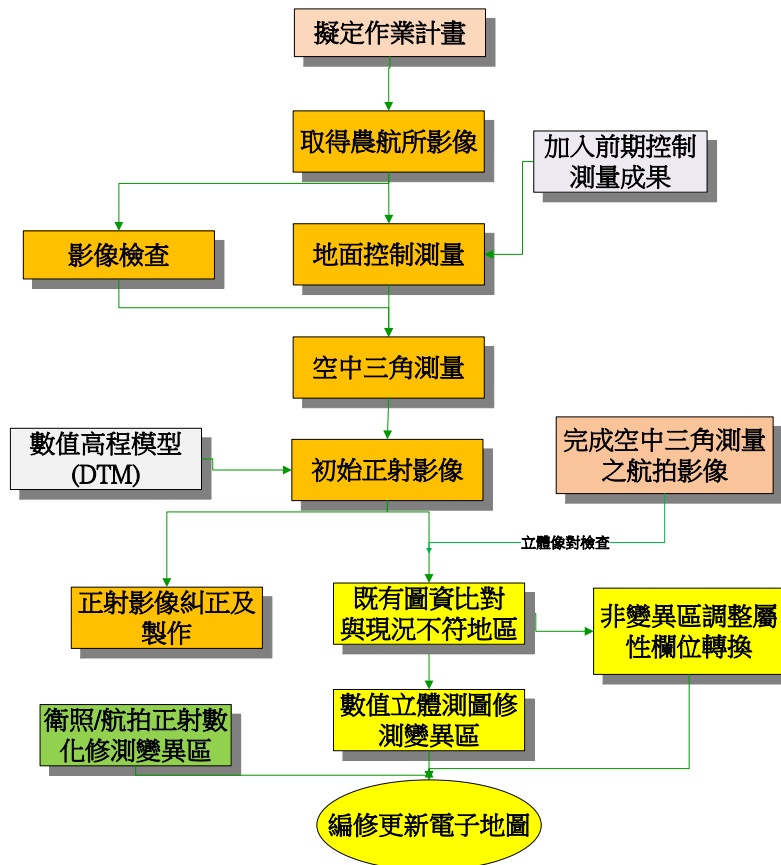 擬定作業計畫
取得農航所影像
加入前期控制
測量成果
影像檢查
地面控制測量
空中三角測量
數值高程模型
(DTM)
初始正射影像
完成空中三角測量
之航拍影像
立體像對檢查
正射影像糾正及
製作
既有圖資比對
與現況不符地區
非變異區調整屬
性欄位轉換
衛照/航拍正射數
化修測變異區
數值立體測圖修
測變異區
編修更新電子地圖